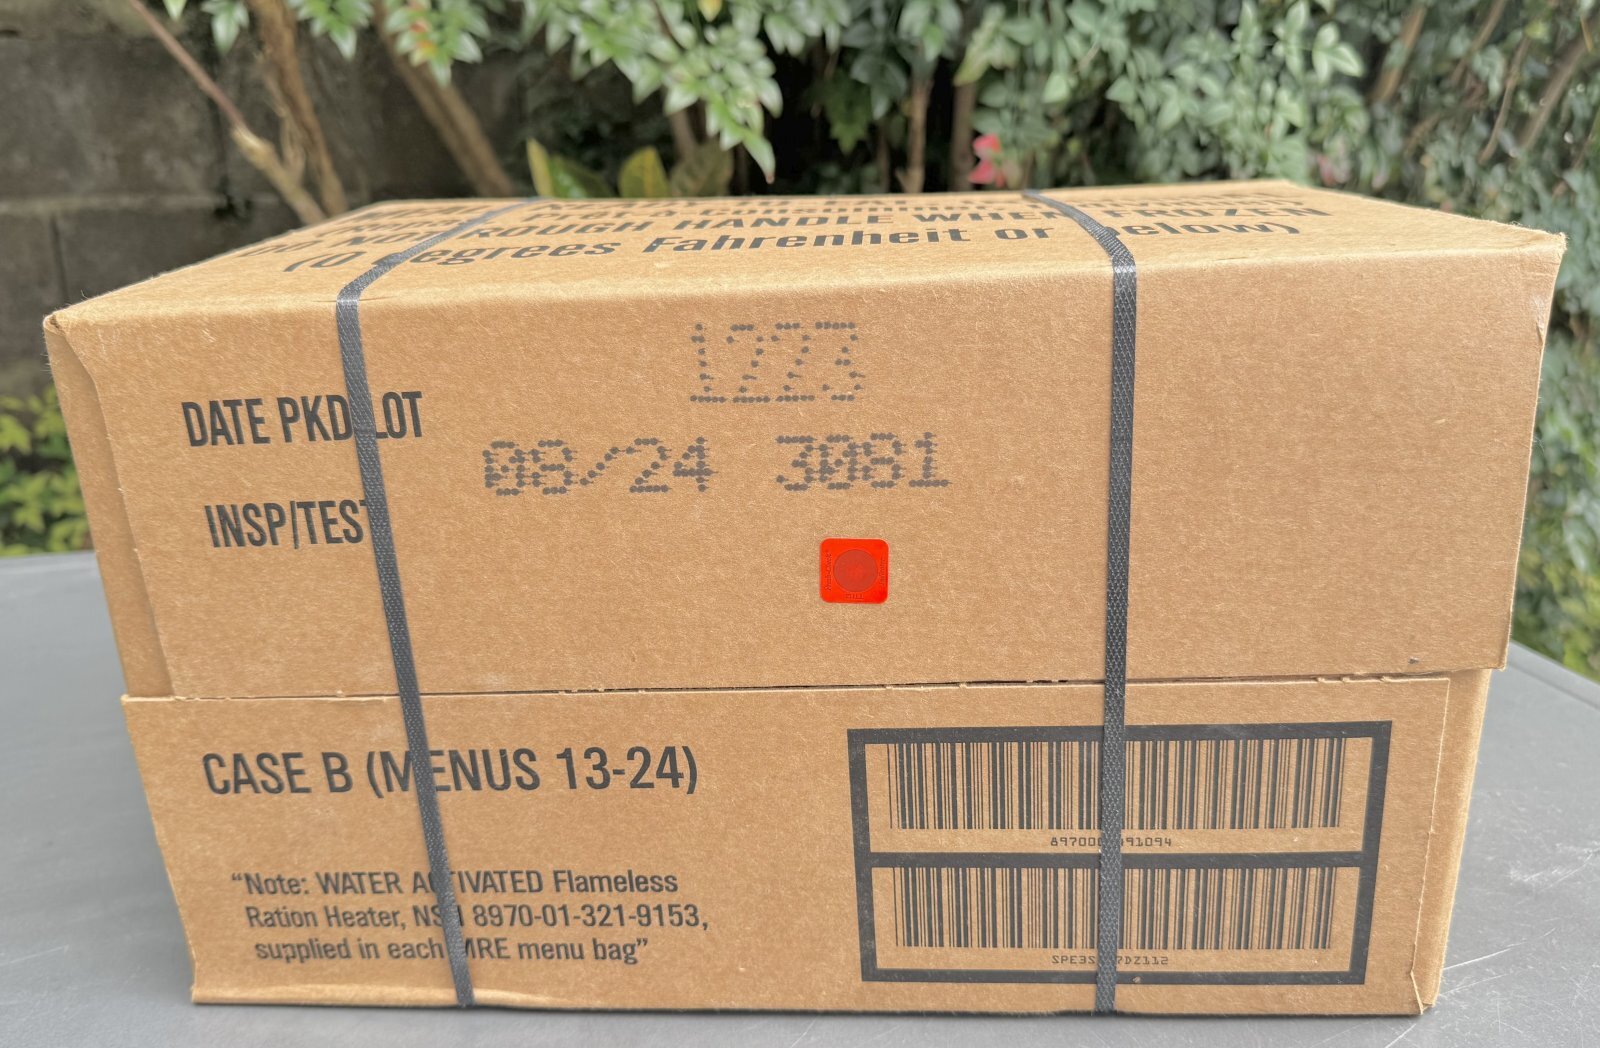 ROUGH HANDLE WHEN FROZEN
(0 degrees Fahrenheit or below)
1223
DATE PKD/LOT
08/24 3081
INSP/TEST
CASE B (MENUS 13-24)
“Note: WATER ACTIVATED Flameless
Ration Heater, NSN 8970-01-321-9153,
supplied in each MRE menu bag”